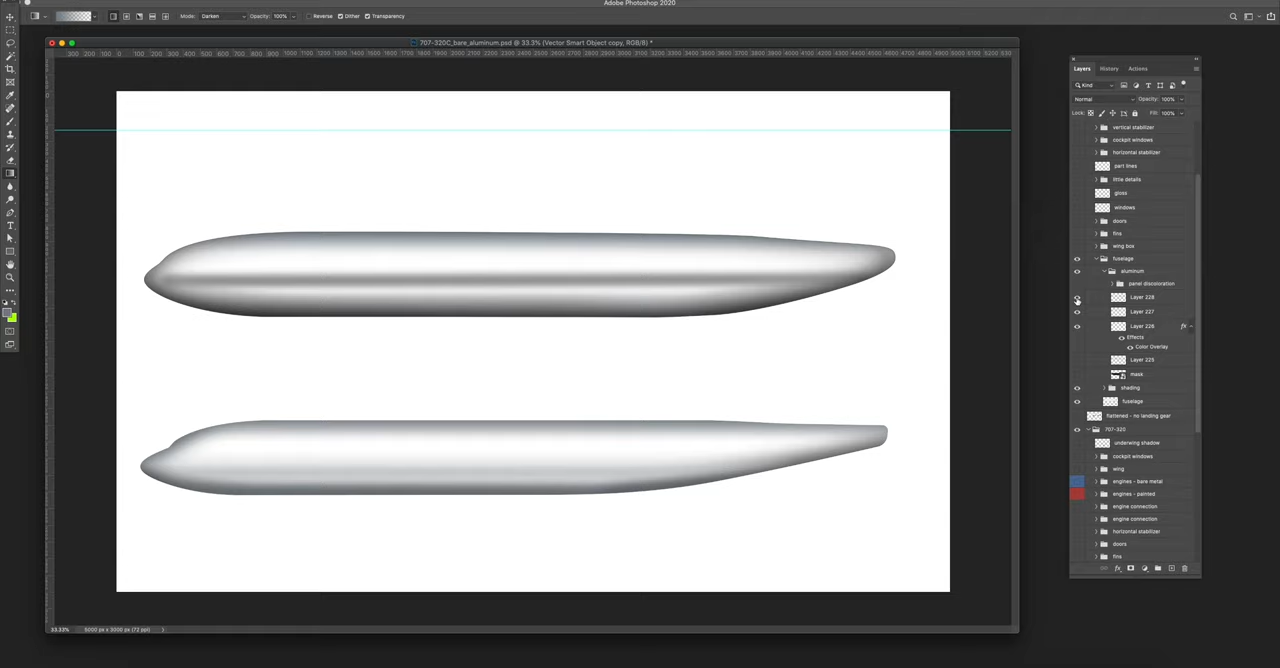 Adobe Photoshop 2020
Mode: Darken Opacity: 100% Reverse Dither Transparency
707-320C_bare_aluminum.psd @ 33.3% (Vector Smart Object copy, RGB/8) *
Layers History Actions
Kind
Normal Opacity: 100%
Lock: Fill: 100%
vertical stabilizer
cockpit windows
horizontal stabilizer
part lines
little details
gloss
windows
doors
fins
wing box
fuselage
aluminum
panel discoloration
Layer 228
Layer 227
Layer 226 fx
Effects
Color Overlay
Layer 225
mask
shading
fuselage
flattened - no landing gear
707-320
underwing shadow
cockpit windows
wing
engines - bare metal
engines - painted
engine connection
engine connection
horizontal stabilizer
doors
fins
fx
33.33% 5000 px x 3000 px (72 ppi)